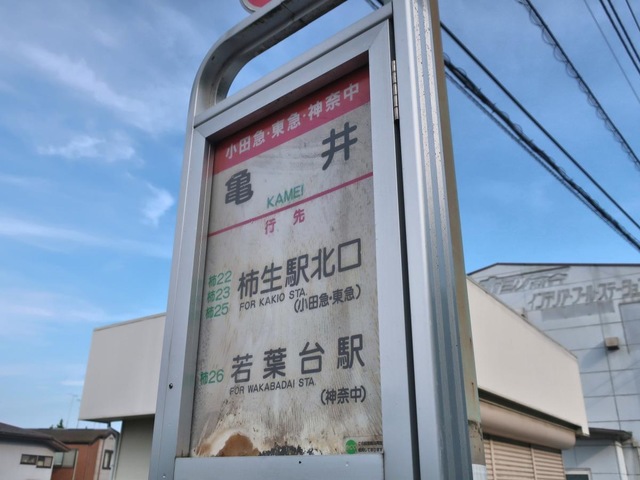 小田急・東急・神奈中
亀井
KAMEI
行先
柿22
柿23
柿25
柿生駅北口
FOR KAKIO STA.
(小田急・東急)
柿26
若葉台駅
FOR WAKABADAI STA.
(神奈中)